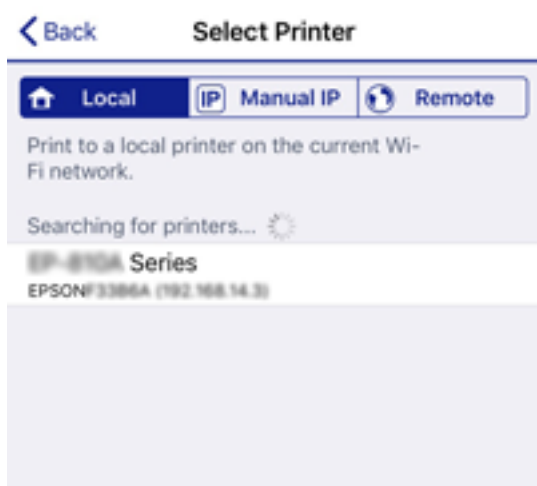 Back
Select Printer
Local
IP Manual IP
Remote
Print to a local printer on the current Wi-
Fi network.
Searching for printers...
Series
EPSON